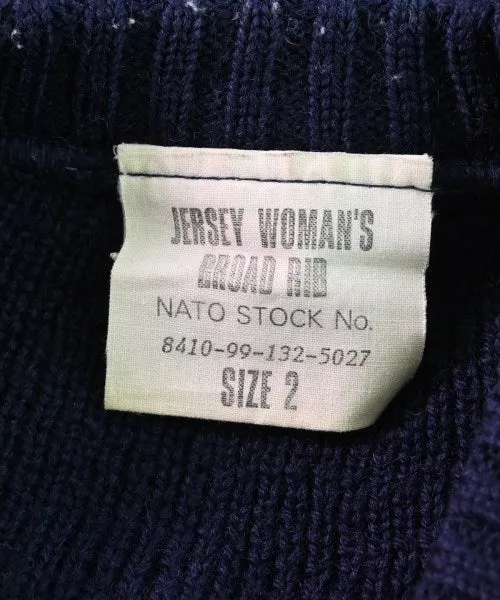 JERSEY WOMAN'S
BROAD RIB
NATO STOCK No.
8410-99-132-5027
SIZE 2